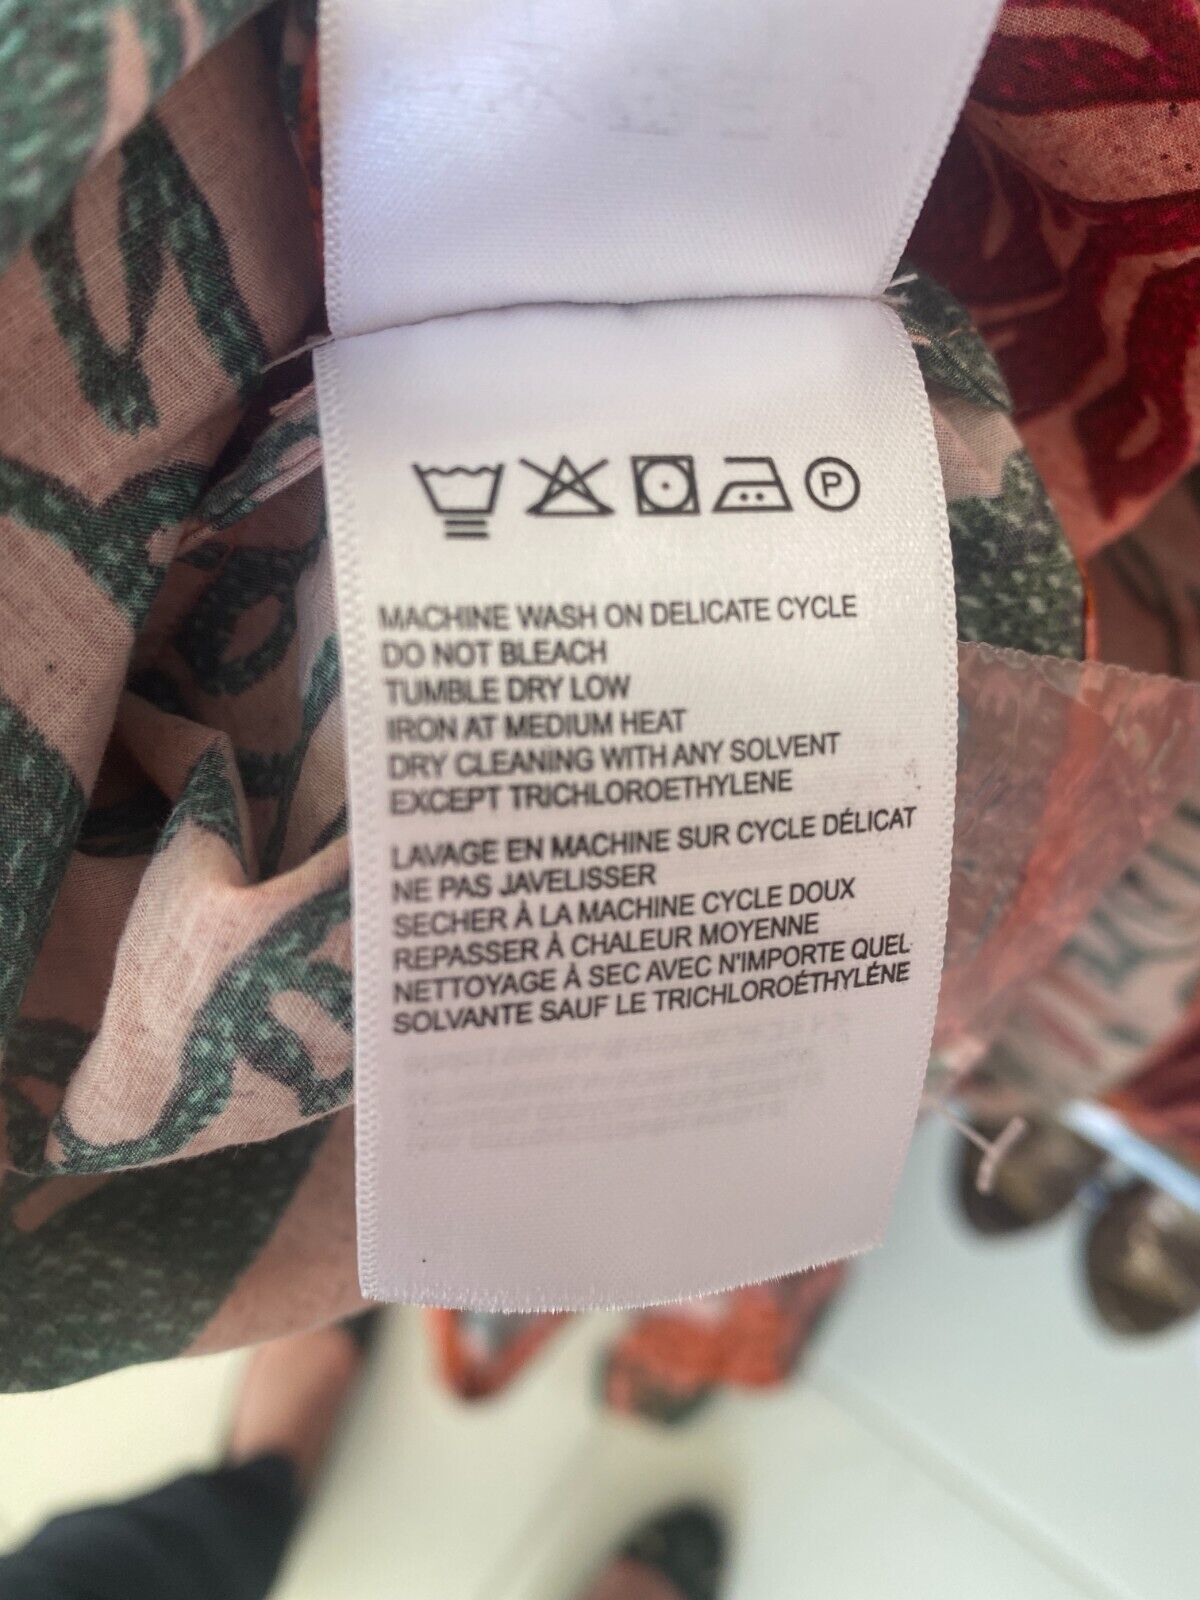 P
MACHINE WASH ON DELICATE CYCLE
DO NOT BLEACH
TUMBLE DRY LOW
IRON AT MEDIUM HEAT
DRY CLEANING WITH ANY SOLVENT
EXCEPT TRICHLOROETHYLENE
LAVAGE EN MACHINE SUR CYCLE DÉLICAT
NE PAS JAVELISSER
SECHER À LA MACHINE CYCLE DOUX
REPASSER À CHALEUR MOYENNE
NETTOYAGE À SEC AVEC N'IMPORTE QUEL
SOLVANTE SAUF LE TRICHLOROÉTHYLÉNE